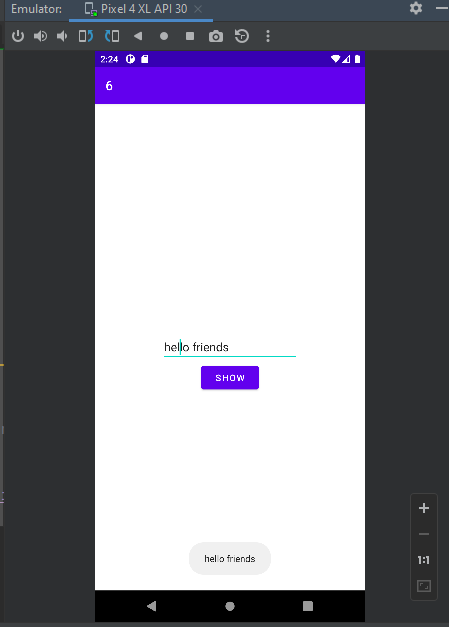 Emulator: Pixel 4 XL API 30
2:24
6
hello friends
SHOW
hello friends
1:1